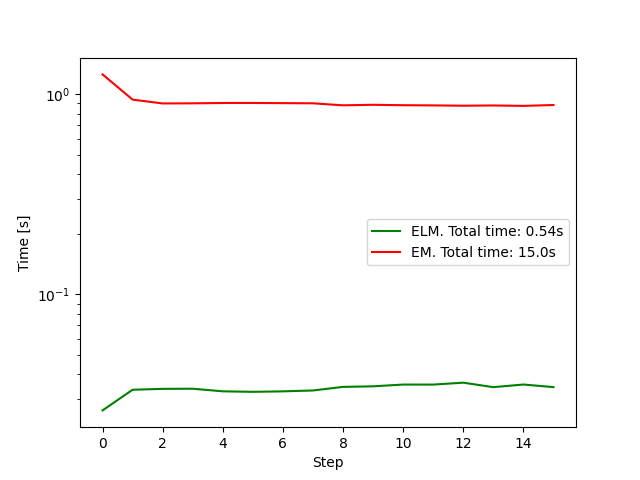 10⁰
10⁻¹
Time [s]
ELM. Total time: 0.54s
EM. Total time: 15.0s
0 2 4 6 8 10 12 14
Step